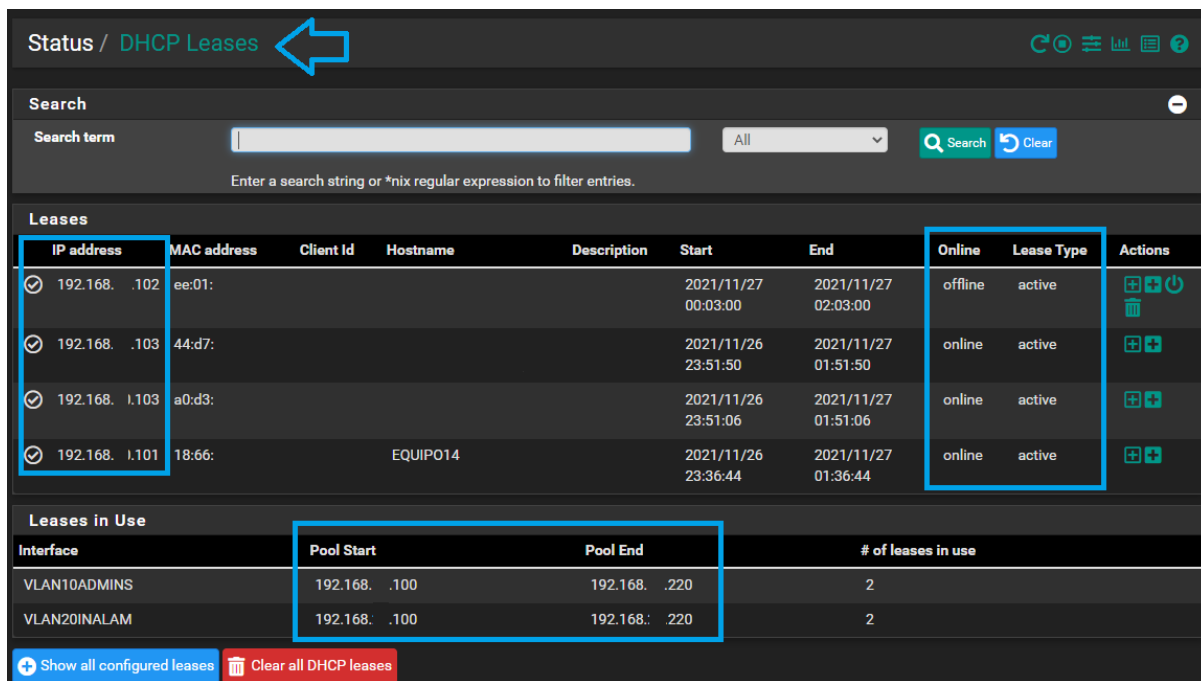 Status / DHCP Leases
Search
Search term
All
Search
Clear
Enter a search string or *nix regular expression to filter entries.
Leases
IP address MAC address Client Id Hostname Description Start End Online Lease Type Actions
192.168. .102 ee:01: 2021/11/27 2021/11/27 offline active
00:03:00 02:03:00
192.168. .103 44:d7: 2021/11/26 2021/11/27 online active
23:51:50 01:51:50
192.168. .103 a0:d3: 2021/11/26 2021/11/27 online active
23:51:06 01:51:06
192.168. .101 18:66: EQUIPO14 2021/11/26 2021/11/27 online active
23:36:44 01:36:44
Leases in Use
Interface Pool Start Pool End # of leases in use
VLAN10ADMINS 192.168. .100 192.168. .220 2
VLAN20INALAM 192.168. .100 192.168. .220 2
Show all configured leases
Clear all DHCP leases